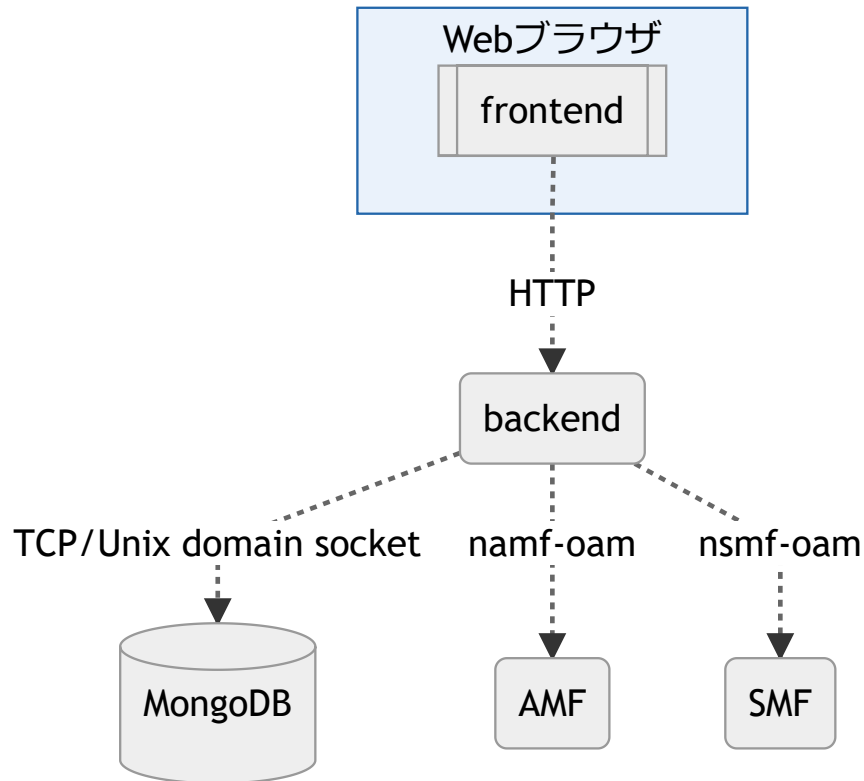 Webブラウザ
frontend
HTTP
backend
TCP/Unix domain socket
namf-oam
nsmf-oam
MongoDB
AMF
SMF